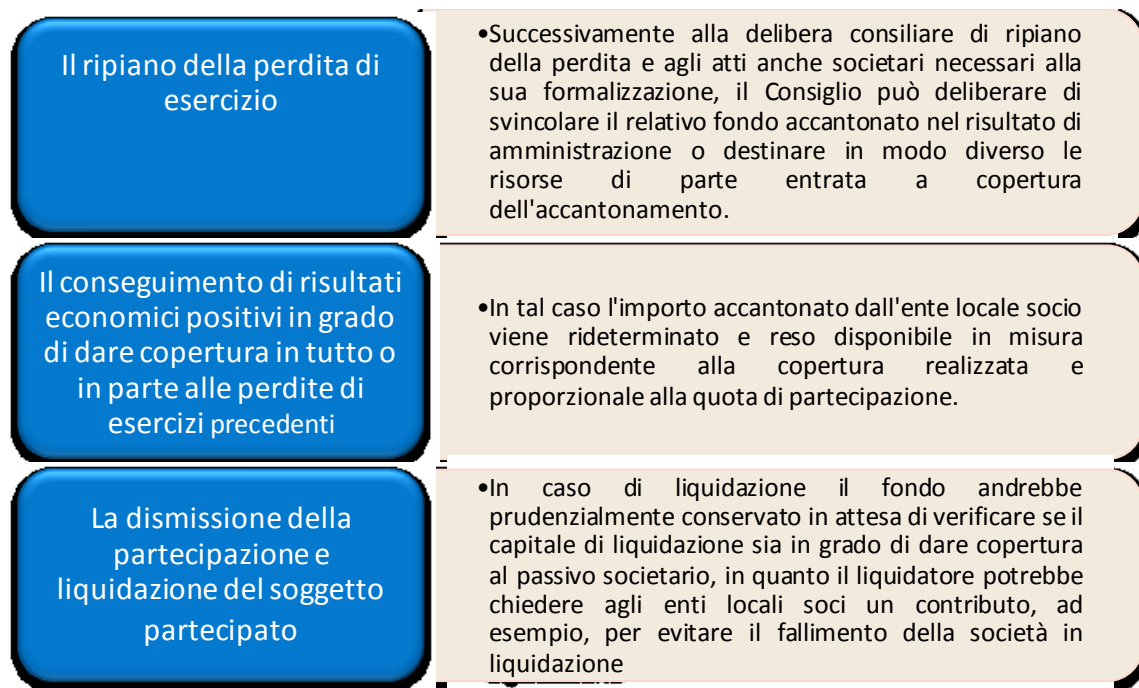 Il ripiano della perdita di
esercizio
•Successivamente alla delibera consiliare di ripiano
della perdita e agli atti anche societari necessari alla
sua formalizzazione, il Consiglio può deliberare di
svincolare il relativo fondo accantonato nel risultato di
amministrazione o destinare in modo diverso le
risorse di parte entrata a copertura
dell'accantonamento.
Il conseguimento di risultati
economici positivi in grado
di dare copertura in tutto o
in parte alle perdite di
esercizi precedenti
•In tal caso l'importo accantonato dall'ente locale socio
viene rideterminato e reso disponibile in misura
corrispondente alla copertura realizzata e
proporzionale alla quota di partecipazione.
La dismissione della
partecipazione e
liquidazione del soggetto
partecipato
•In caso di liquidazione il fondo andrebbe
prudenzialmente conservato in attesa di verificare se il
capitale di liquidazione sia in grado di dare copertura
al passivo societario, in quanto il liquidatore potrebbe
chiedere agli enti locali soci un contributo, ad
esempio, per evitare il fallimento della società in
liquidazione